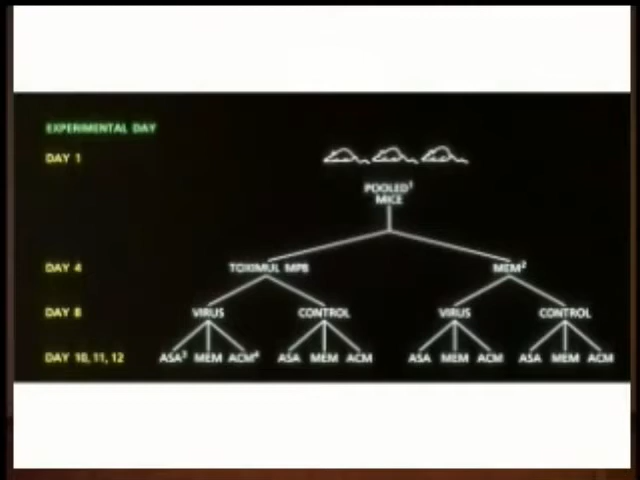 EXPERIMENTAL DAY
DAY 1
POOLED¹
MICE
DAY 4 TOXIMUL MP8 MEM²
DAY 8 VIRUS CONTROL VIRUS CONTROL
DAY 10, 11, 12 ASA³ MEM ACM⁴ ASA MEM ACM ASA MEM ACM ASA MEM ACM